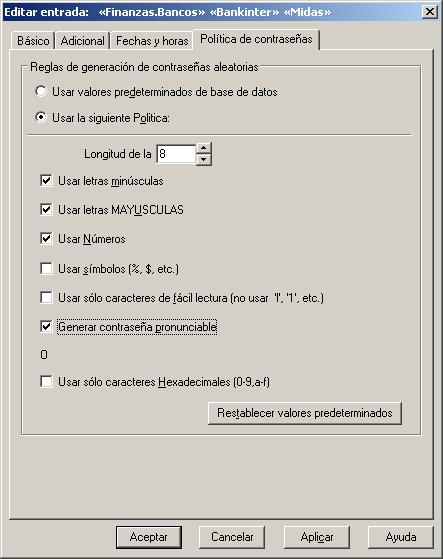 Editar entrada: «Finanzas.Bancos» «Bankinter» «Midas»
Básico Adicional Fechas y horas Política de contraseñas
Reglas de generación de contraseñas aleatorias
Usar valores predeterminados de base de datos
Usar la siguiente Politica:
Longitud de la 8
Usar letras minúsculas
Usar letras MAYUSCULAS
Usar Números
Usar símbolos (%, $, etc.)
Usar sólo caracteres de fácil lectura (no usar 'l', '1', etc.)
Generar contraseña pronunciable
O
Usar sólo caracteres Hexadecimales (0-9,a-f)
Restablecer valores predeterminados
Aceptar Cancelar Aplicar Ayuda